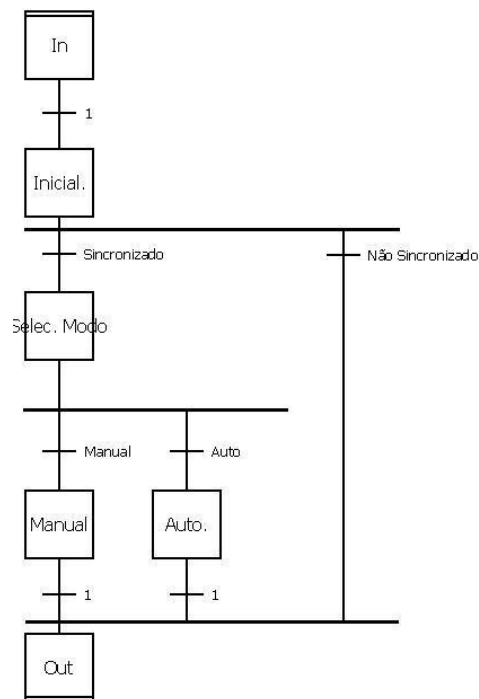 In
1
Inicial.
Sincronizado
Não Sincronizado
Selec. Modo
Manual
Auto
Manual
Auto.
1
1
Out